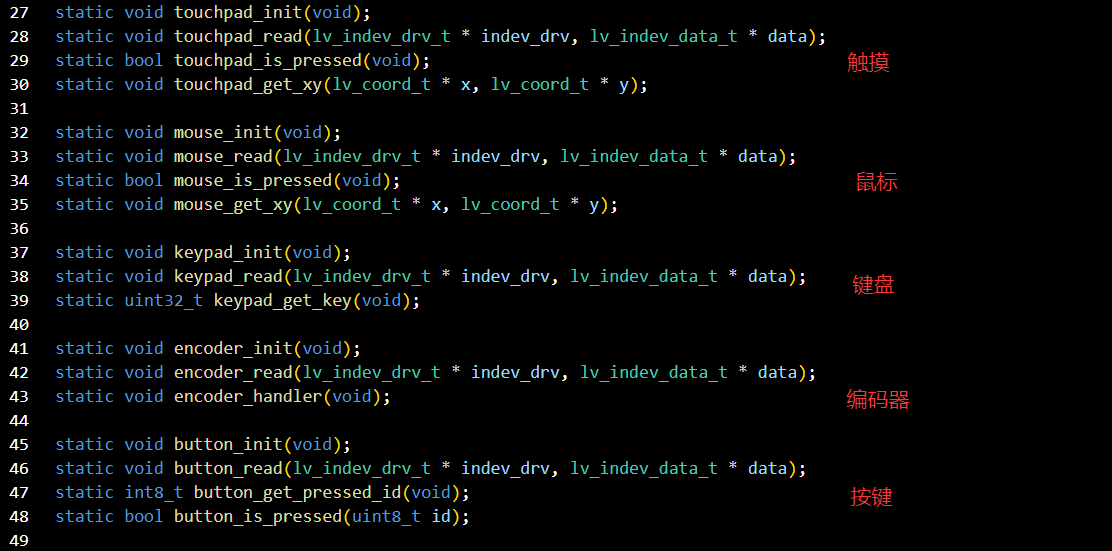 27 static void touchpad_init(void);
28 static void touchpad_read(lv_indev_drv_t * indev_drv, lv_indev_data_t * data);
29 static bool touchpad_is_pressed(void);
触摸
30 static void touchpad_get_xy(lv_coord_t * x, lv_coord_t * y);
31
32 static void mouse_init(void);
33 static void mouse_read(lv_indev_drv_t * indev_drv, lv_indev_data_t * data);
34 static bool mouse_is_pressed(void);
鼠标
35 static void mouse_get_xy(lv_coord_t * x, lv_coord_t * y);
36
37 static void keypad_init(void);
38 static void keypad_read(lv_indev_drv_t * indev_drv, lv_indev_data_t * data);
键盘
39 static uint32_t keypad_get_key(void);
40
41 static void encoder_init(void);
42 static void encoder_read(lv_indev_drv_t * indev_drv, lv_indev_data_t * data);
43 static void encoder_handler(void);
编码器
44
45 static void button_init(void);
46 static void button_read(lv_indev_drv_t * indev_drv, lv_indev_data_t * data);
47 static int8_t button_get_pressed_id(void);
按键
48 static bool button_is_pressed(uint8_t id);
49